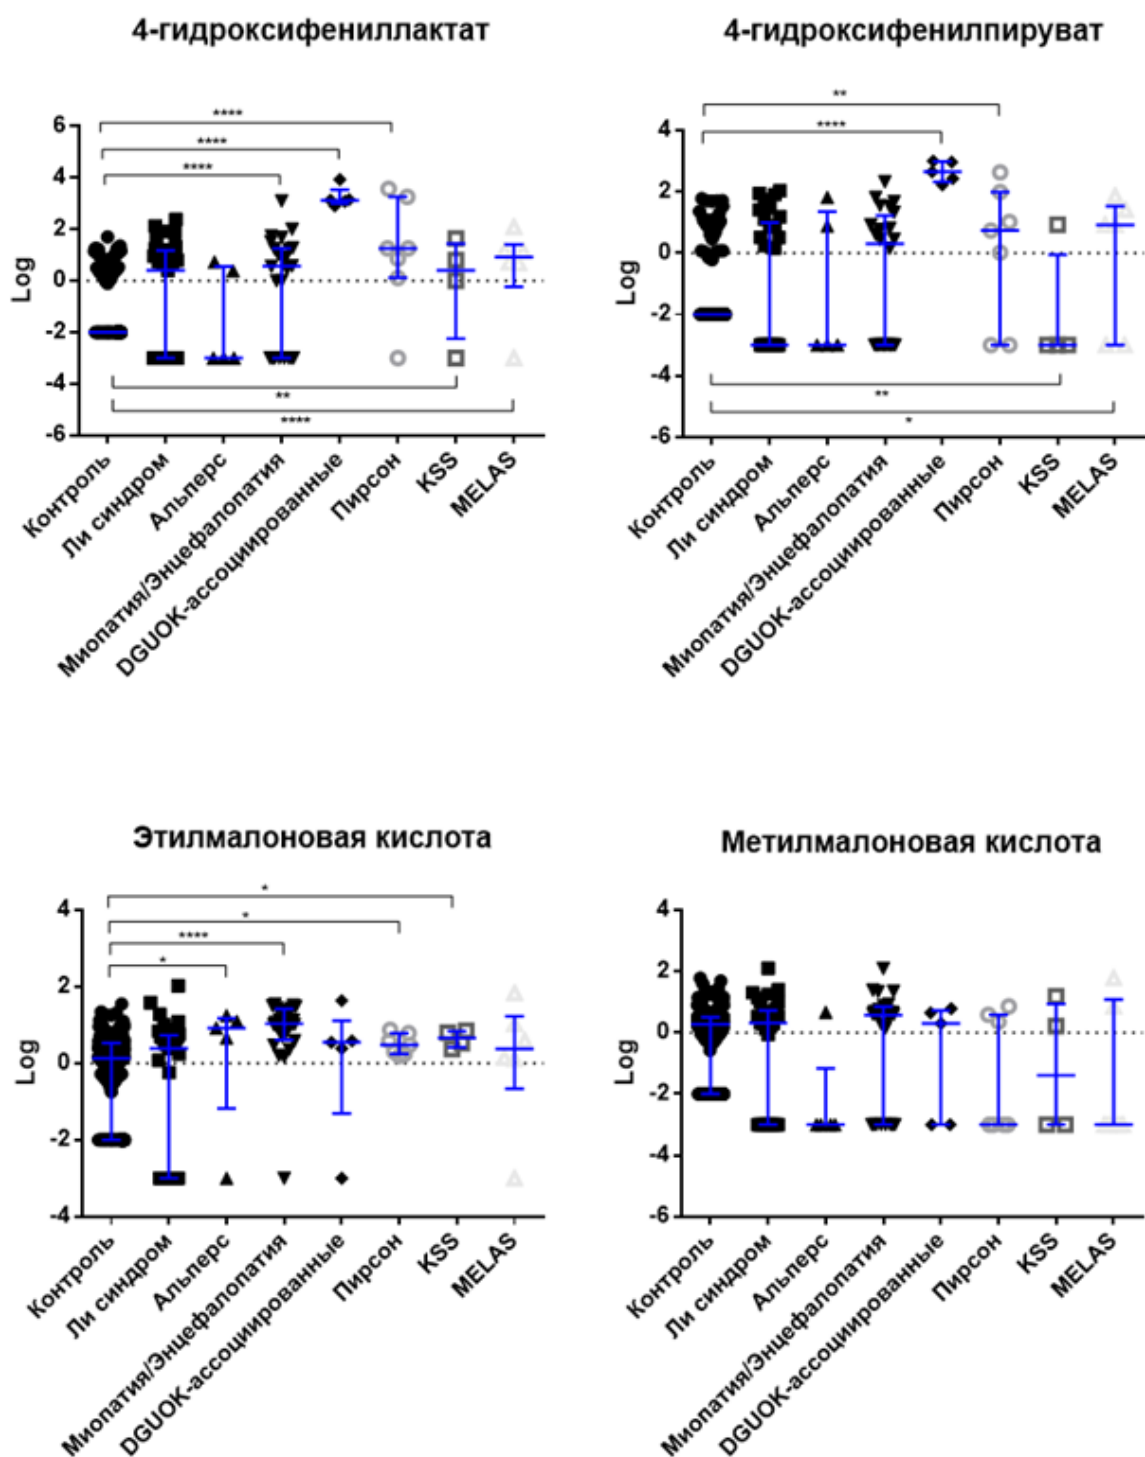 4-гидроксифениллактат
****
****
****
6
4
2
0
-2
-4
-6
Log
**
****
Контроль
Ли синдром
Альперс
Миопатия/Энцефалопатия
DGUOK-ассоциированные
Пирсон
KSS
MELAS
4-гидроксифенилпируват
**
****
4
2
0
-2
-4
-6
Log
**
*
Контроль
Ли синдром
Альперс
Миопатия/Энцефалопатия
DGUOK-ассоциированные
Пирсон
KSS
MELAS
Этилмалоновая кислота
*
*
****
*
4
2
0
-2
-4
Log
Контроль
Ли синдром
Альперс
Миопатия/Энцефалопатия
DGUOK-ассоциированные
Пирсон
KSS
MELAS
Метилмалоновая кислота
4
2
0
-2
-4
-6
Log
Контроль
Ли синдром
Альперс
Миопатия/Энцефалопатия
DGUOK-ассоциированные
Пирсон
KSS
MELAS